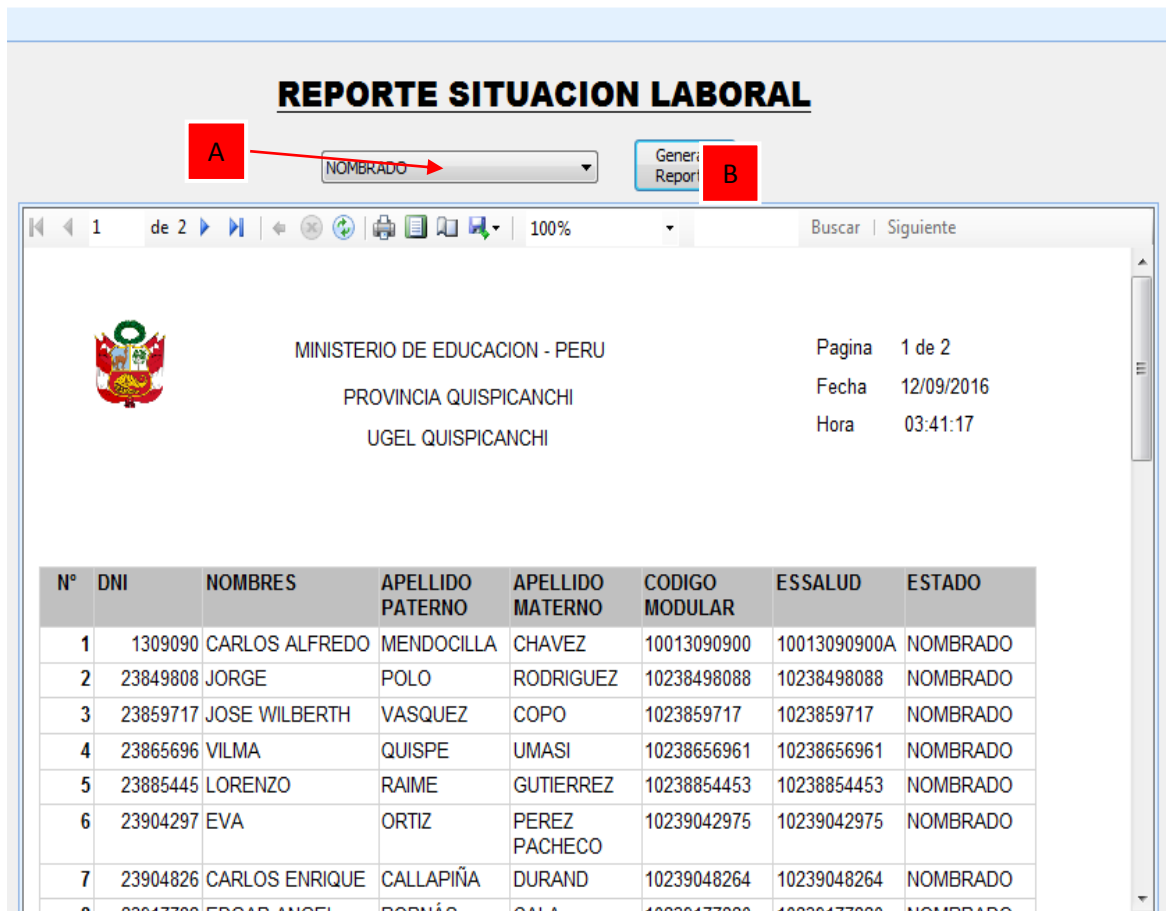 REPORTE SITUACION LABORAL
A
NOMBRADO
B
1 de 2 100% Buscar | Siguiente
MINISTERIO DE EDUCACION - PERU
PROVINCIA QUISPICANCHI
UGEL QUISPICANCHI
Pagina 1 de 2
Fecha 12/09/2016
Hora 03:41:17
N° DNI NOMBRES APELLIDO PATERNO APELLIDO MATERNO CODIGO MODULAR ESSALUD ESTADO
1 1309090 CARLOS ALFREDO MENDOCILLA CHAVEZ 10013090900 10013090900A NOMBRADO
2 23849808 JORGE POLO RODRIGUEZ 10238498088 10238498088 NOMBRADO
3 23859717 JOSE WILBERTH VASQUEZ COPO 1023859717 1023859717 NOMBRADO
4 23865696 VILMA QUISPE UMASI 10238656961 10238656961 NOMBRADO
5 23885445 LORENZO RAIME GUTIERREZ 10238854453 10238854453 NOMBRADO
6 23904297 EVA ORTIZ PEREZ PACHECO 10239042975 10239042975 NOMBRADO
7 23904826 CARLOS ENRIQUE CALLAPIÑA DURAND 10239048264 10239048264 NOMBRADO